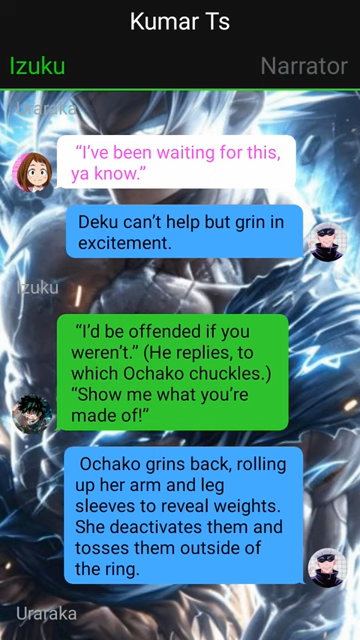 Kumar Ts
Izuku Narrator
Uraraka
“I’ve been waiting for this,
ya know.”
Deku can’t help but grin in
excitement.
Izuku
“I’d be offended if you
weren’t.” (He replies, to
which Ochako chuckles.)
“Show me what you’re
made of!“
Ochako grins back, rolling
up her arm and leg
sleeves to reveal weights.
She deactivates them and
tosses them outside of
the ring.
Uraraka